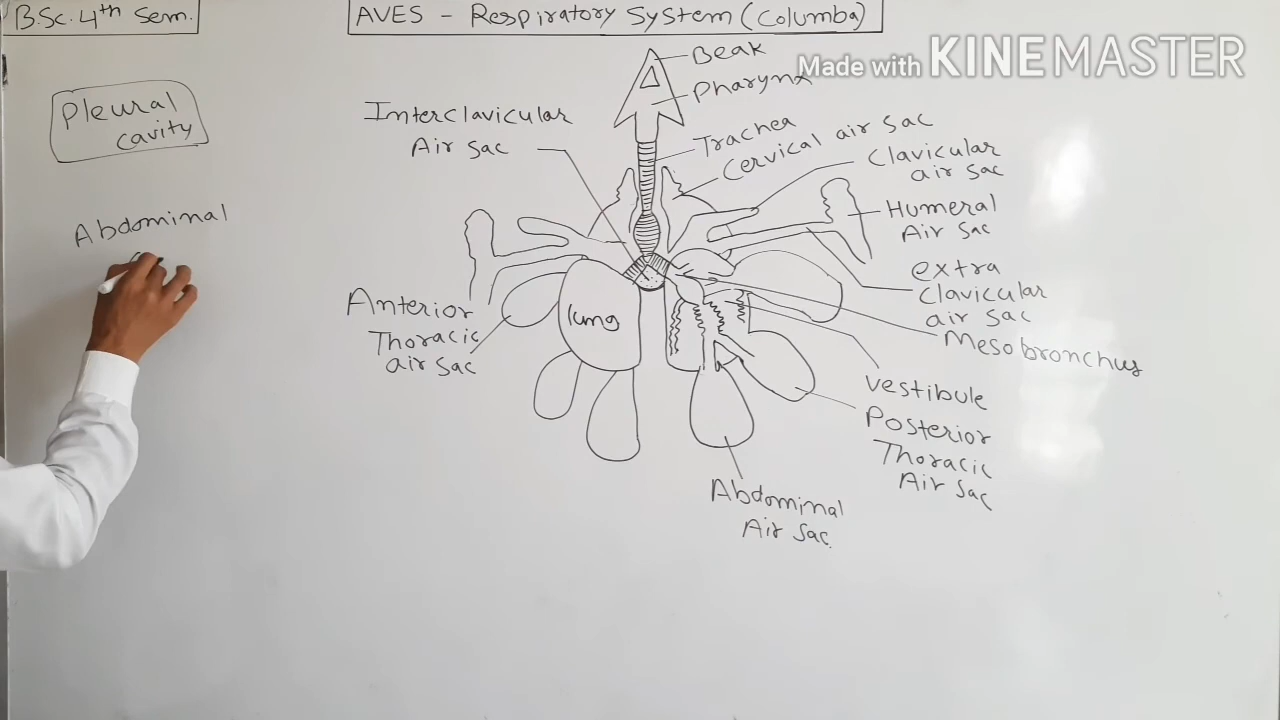 B.Sc. 4th Sem.
AVES - Respiratory System (Columba)
Made with KINEMASTER
Pleural
cavity
Abdominal
Beak
Pharynx
Interclavicular
Air sac
Trachea
Cervical air sac
Clavicular
air sac
Humeral
Air sac
extra
Clavicular
air sac
Mesobronchus
Anterior
Thoracic
air sac
lung
Vestibule
Posterior
Thoracic
Air sac
Abdominal
Air sac.